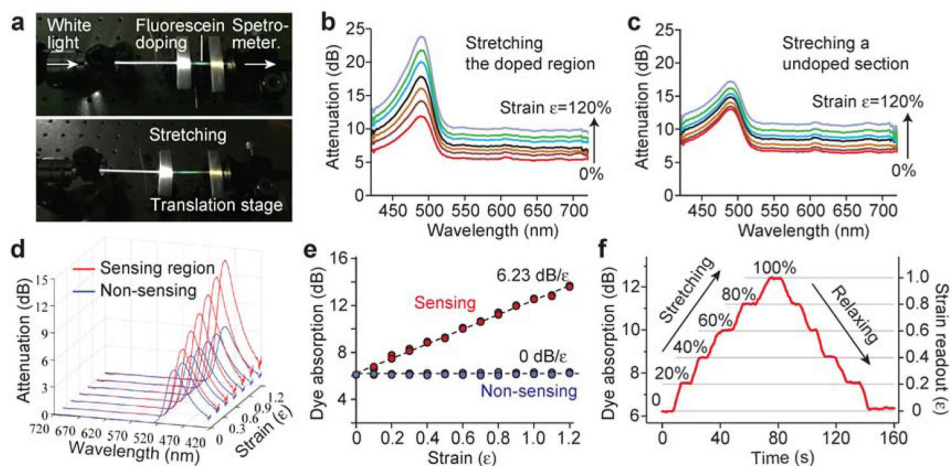 a
White light
Fluorescein doping
Spetro-
meter.
Stretching
Translation stage
b
Attenuation (dB)
25
20
15
10
5
0
Stretching
the doped region
Strain ε=120%
0%
450 500 550 600 650 700
Wavelength (nm)
c
Attenuation (dB)
25
20
15
10
5
0
Streching a
undoped section
Strain ε=120%
0%
450 500 550 600 650 700
Wavelength (nm)
d
Attenuation (dB)
15
12
9
6
3
0
Sensing region
Non-sensing
720 670 620 570 520 470 420
Wavelength (nm)
0 0.3 0.6 0.9 1.2
Strain (ε)
e
Dye absorption (dB)
16
14
12
10
8
6
4
6.23 dB/ε
Sensing
0 dB/ε
Non-sensing
0 0.2 0.4 0.6 0.8 1.0 1.2
Strain (ε)
f
Dye absorption (dB)
12
10
8
6
Stretching
Relaxing
0
20%
40%
60%
80%
100%
1.0
0.8
0.6
0.4
0.2
0
Strain readout (ε)
0 40 80 120 160
Time (s)